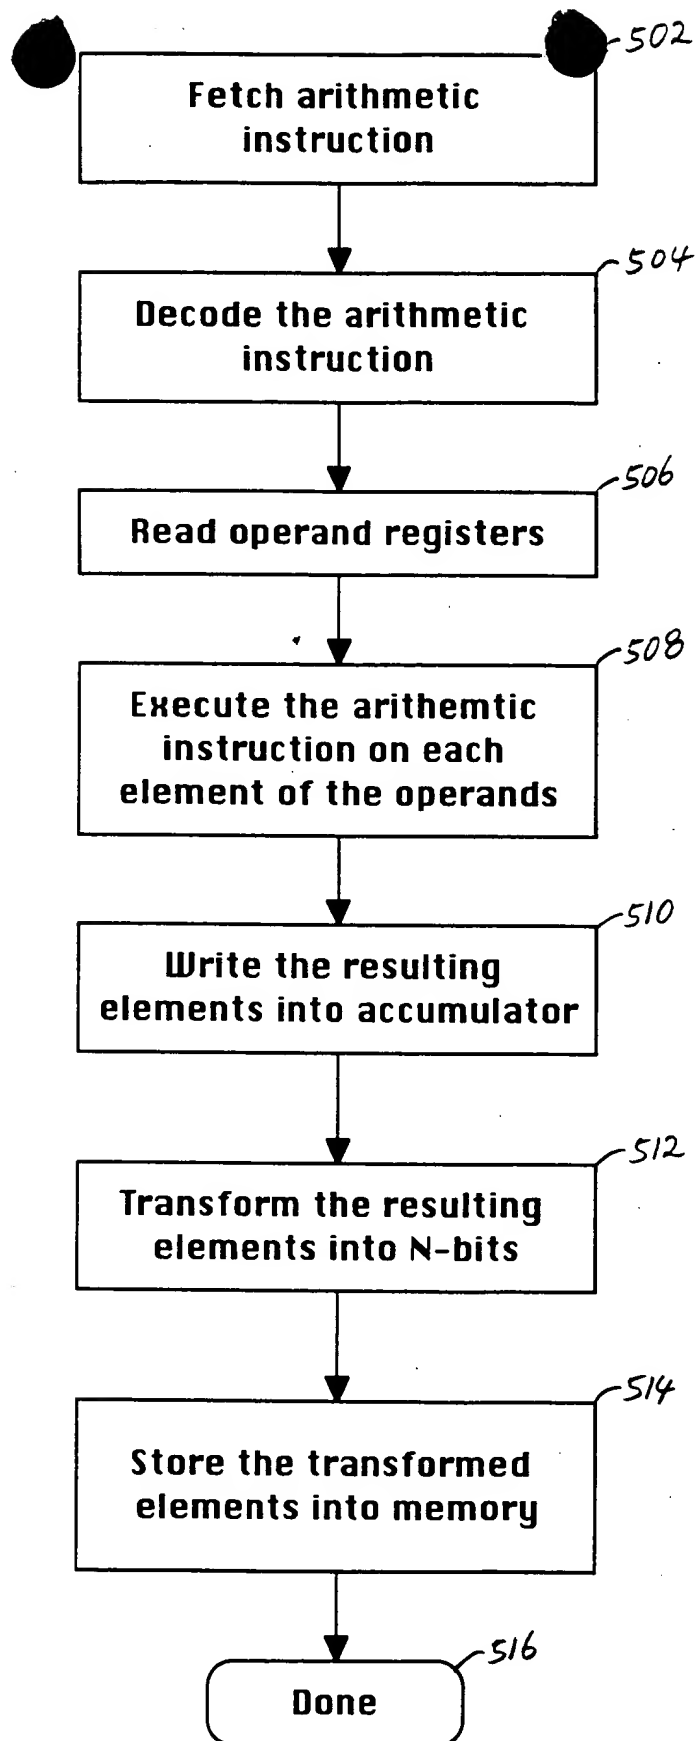 502
Fetch arithmetic
instruction
504
Decode the arithmetic
instruction
506
Read operand registers
508
Execute the arithemtic
instruction on each
element of the operands
510
Write the resulting
elements into accumulator
512
Transform the resulting
elements into N-bits
514
Store the transformed
elements into memory
516
Done